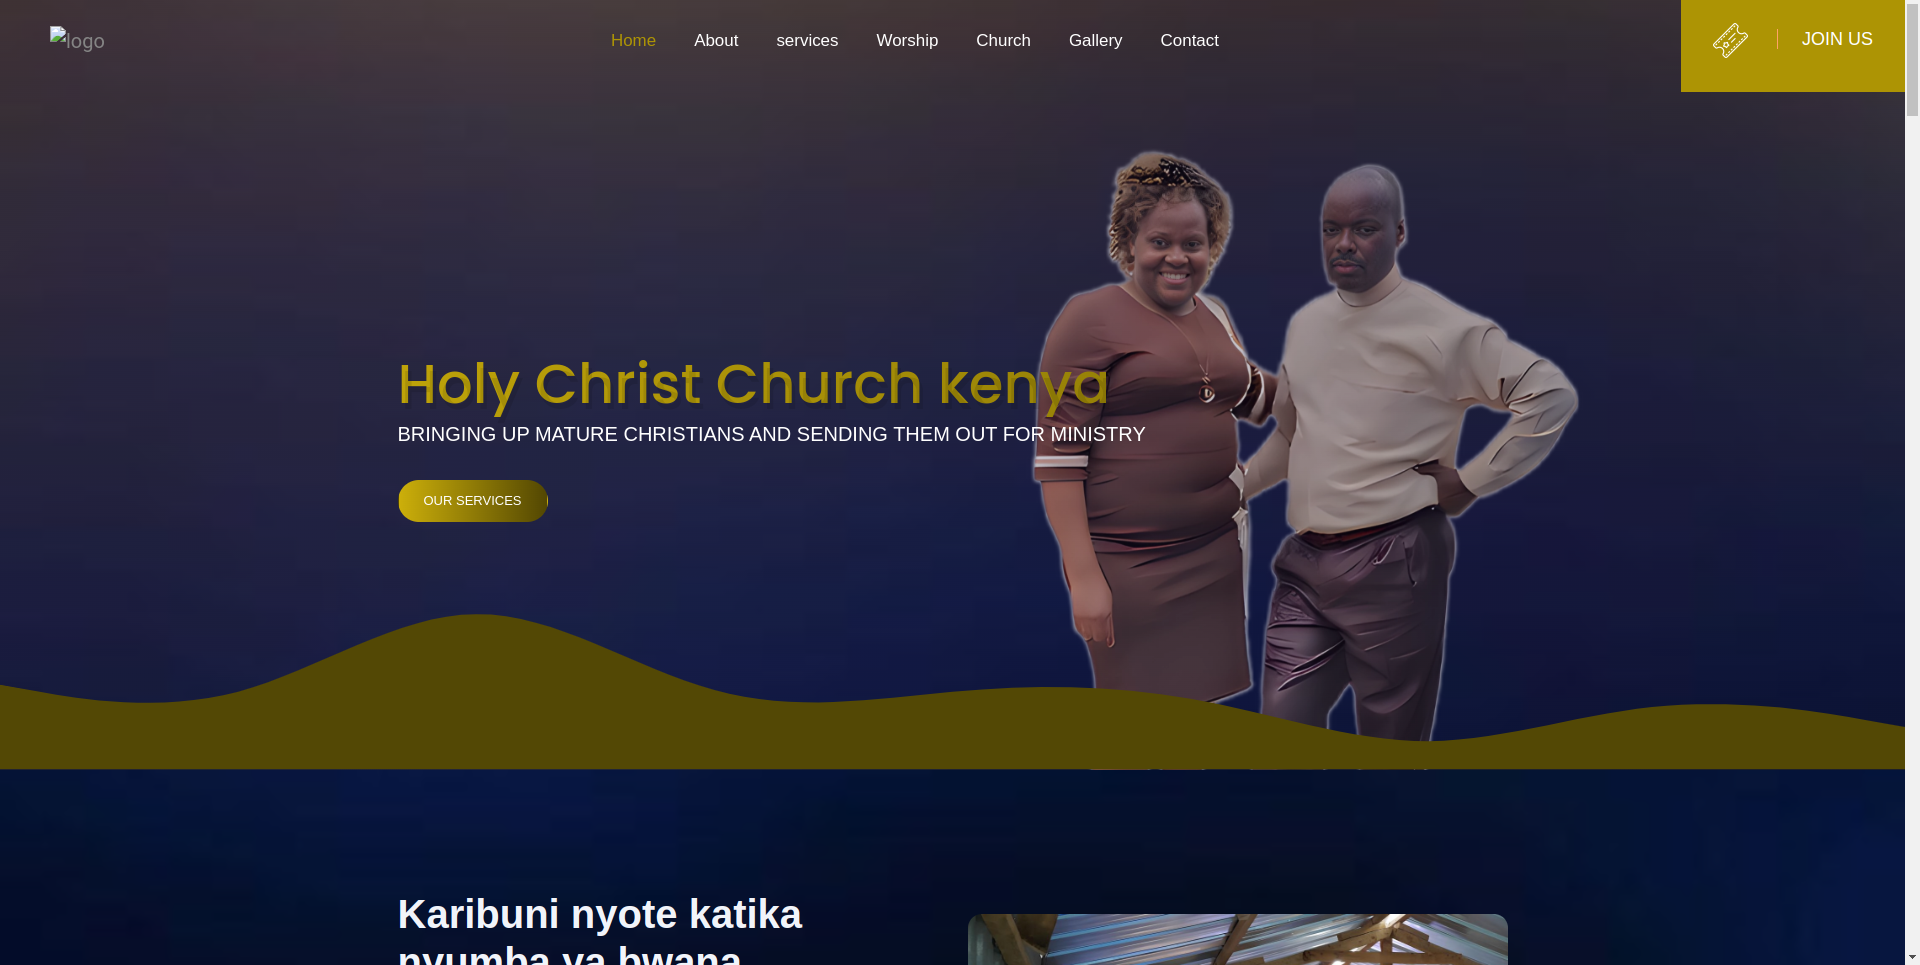 logo
Home
About
services
Worship
Church
Gallery
Contact
JOIN US
Holy Christ Church kenya
BRINGING UP MATURE CHRISTIANS AND SENDING THEM OUT FOR MINISTRY
OUR SERVICES
Karibuni nyote katika
nyumba ya bwana